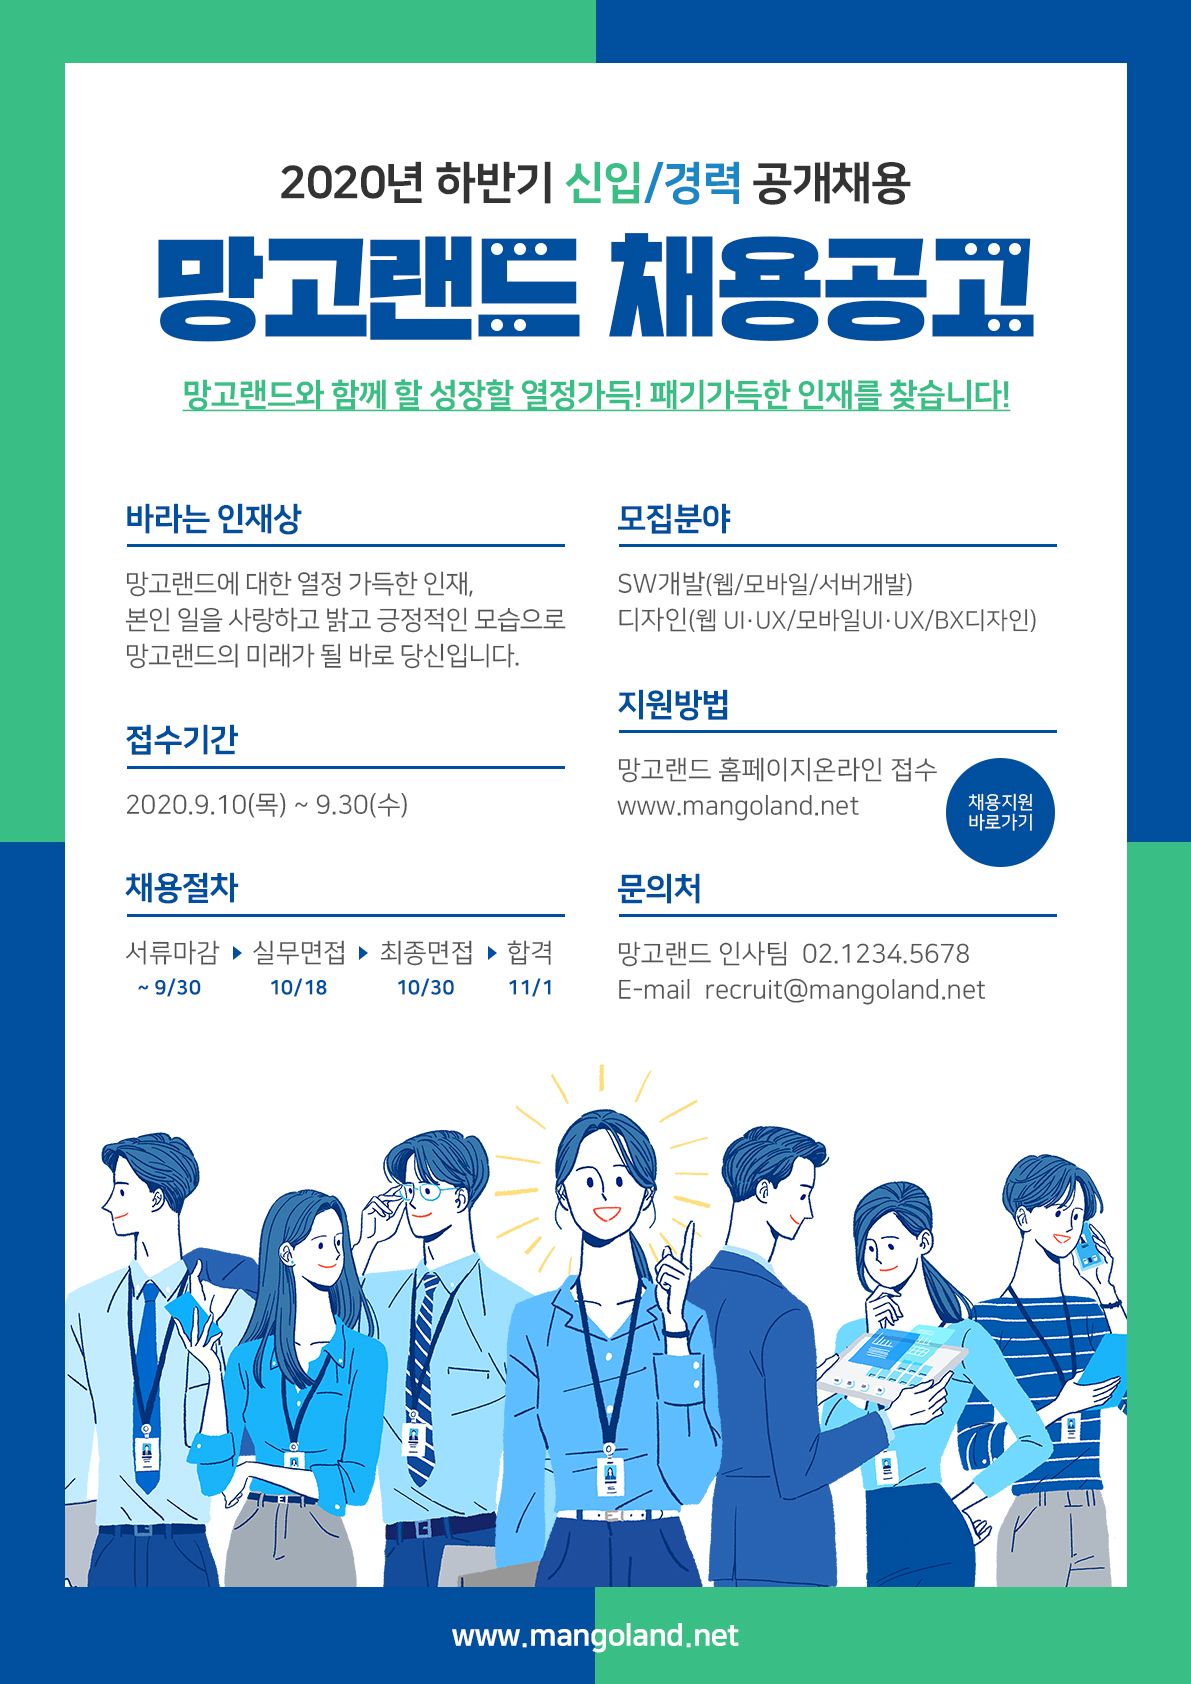 2020년 하반기 신입/경력 공개채용
망고랜드 채용공고
망고랜드와 함께 할 성장할 열정가득! 패기가득한 인재를 찾습니다!
바라는 인재상
망고랜드에 대한 열정 가득한 인재,
본인 일을 사랑하고 밝고 긍정적인 모습으로
망고랜드의 미래가 될 바로 당신입니다.
접수기간
2020.9.10(목) ~ 9.30(수)
채용절차
서류마감 ▶ 실무면접 ▶ 최종면접 ▶ 합격
~ 9/30 10/18 10/30 11/1
모집분야
SW개발(웹/모바일/서버개발)
디자인(웹 UI·UX/모바일UI·UX/BX디자인)
지원방법
망고랜드 홈페이지온라인 접수
www.mangoland.net
채용지원
바로가기
문의처
망고랜드 인사팀 02.1234.5678
E-mail recruit@mangoland.net
www.mangoland.net